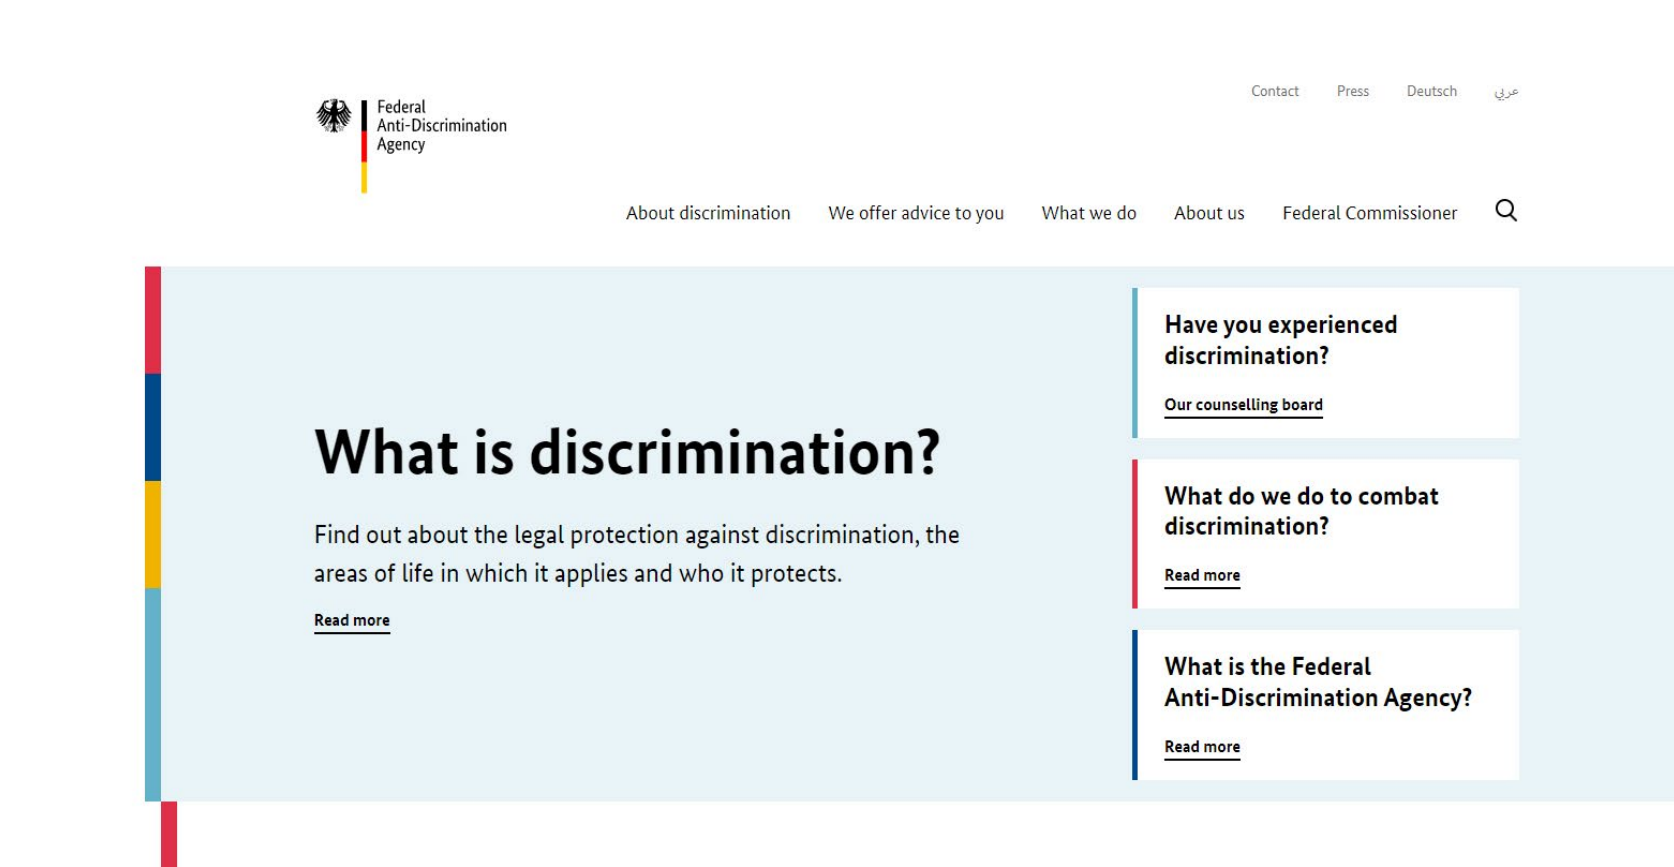 Federal
Anti-Discrimination
Agency
Contact Press Deutsch عربي
About discrimination We offer advice to you What we do About us Federal Commissioner
What is discrimination?
Find out about the legal protection against discrimination, the
areas of life in which it applies and who it protects.
Read more
Have you experienced
discrimination?
Our counselling board
What do we do to combat
discrimination?
Read more
What is the Federal
Anti-Discrimination Agency?
Read more